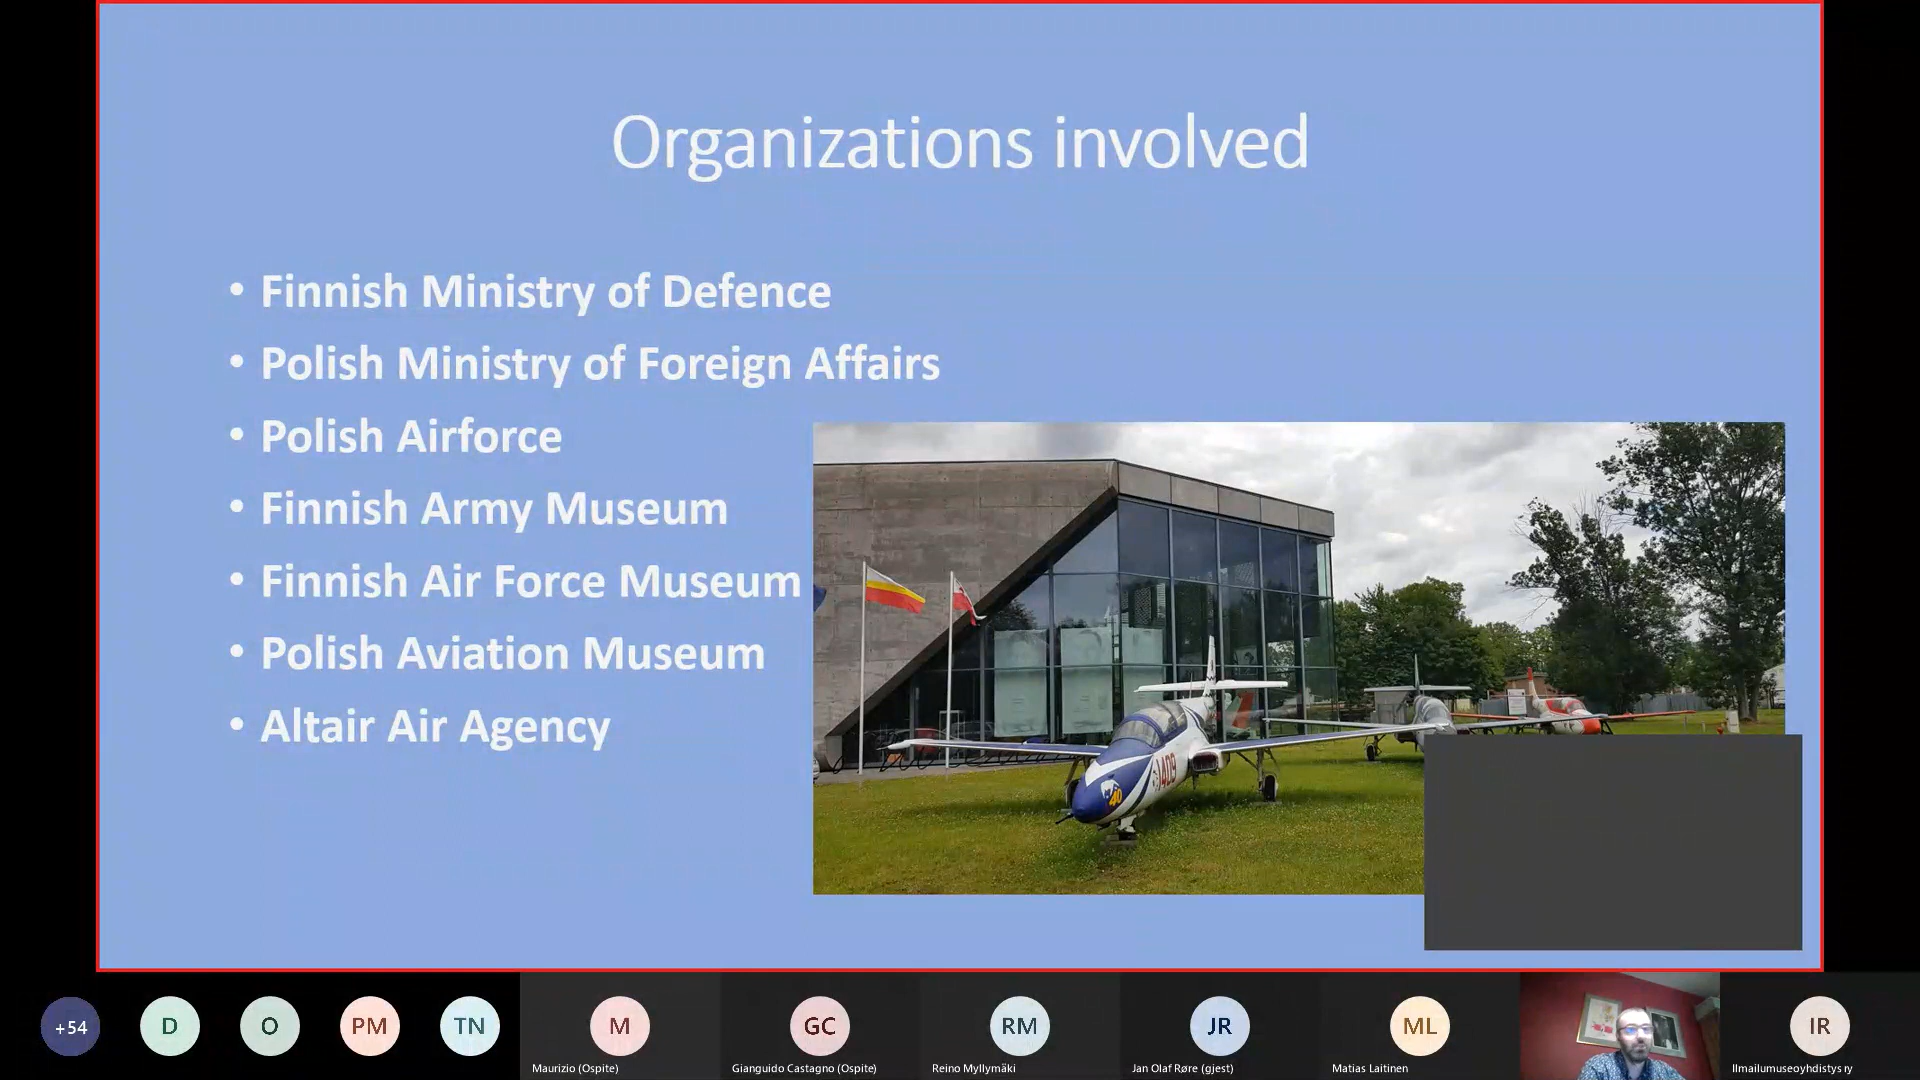 Organizations involved
• Finnish Ministry of Defence
• Polish Ministry of Foreign Affairs
• Polish Airforce
• Finnish Army Museum
• Finnish Air Force Museum
• Polish Aviation Museum
• Altair Air Agency
1409
40
+54
D
O
PM
TN
M
GC
RM
JR
ML
IR
Maurizio (Ospite)
Gianguido Castagno (Ospite)
Reino Myllymäki
Jan Olaf Røre (gjest)
Matias Laitinen
Ilmailumuseoyhdistys ry